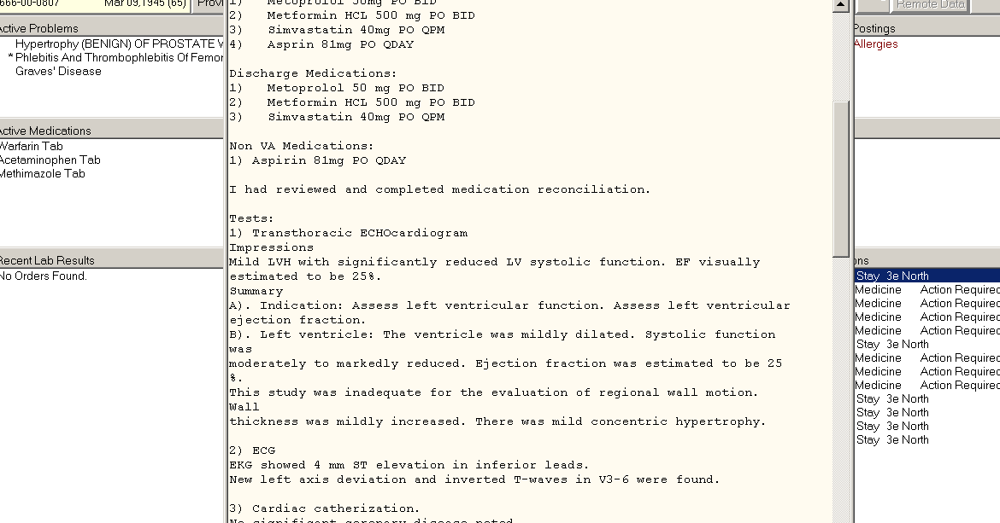 666-00-0807
Mar 09,1945 (65)
Remote Data
Active Problems
Hypertrophy (BENIGN) OF PROSTATE
* Phlebitis And Thrombophlebitis Of
Graves' Disease
Active Medications
Warfarin Tab
Acetaminophen Tab
Methimazole Tab
Recent Lab Results
No Orders Found.
1) Metoprolol 50mg PO BID
2) Metformin HCL 500 mg PO BID
3) Simvastatin 40mg PO QPM
4) Asprin 81mg PO QDAY
Discharge Medications:
1) Metoprolol 50 mg PO BID
2) Metformin HCL 500 mg PO BID
3) Simvastatin 40mg PO QPM
Non VA Medications:
1) Aspirin 81mg PO QDAY
I had reviewed and completed medication reconciliation.
Tests:
1) Transthoracic ECHOcardiogram
Impressions
Mild LVH with significantly reduced LV systolic function. EF visually
estimated to be 25%.
Summary
A). Indication: Assess left ventricular function. Assess left ventricular
ejection fraction.
B). Left ventricle: The ventricle was mildly dilated. Systolic function
was
moderately to markedly reduced. Ejection fraction was estimated to be 25
%.
This study was inadequate for the evaluation of regional wall motion.
Wall
thickness was mildly increased. There was mild concentric hypertrophy.
2) ECG
EKG showed 4 mm ST elevation in inferior leads.
New left axis deviation and inverted T-waves in V3-6 were found.
3) Cardiac catherization.
No significant coronary disease noted
Postings
Allergies
Stay 3e North
Medicine Action Required
Medicine Action Required
Medicine Action Required
Medicine Action Required
Stay 3e North
Medicine Action Required
Medicine Action Required
Medicine Action Required
Stay 3e North
Stay 3e North
Stay 3e North
Stay 3e North